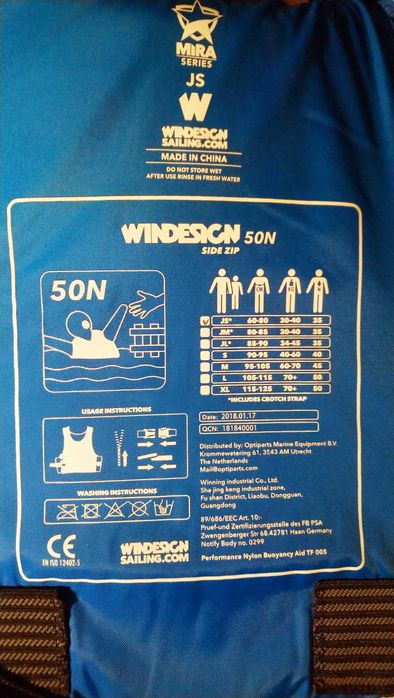 MIRA
SERIES
JS
W
WINDESIGN
SAILING.COM
MADE IN CHINA
DO NOT STORE WET
AFTER USE RINSE IN FRESH WATER
WINDESIGN 50N
SIDE ZIP
50N
JS* 60-80 30-40 35
JM* 80-85 30-40 35
JL* 85-90 34-45 35
S 90-95 40-60 40
M 95-105 60-70 45
L 105-115 70+ 50
XL 115-125 70+ 50
*INCLUDES CROTCH STRAP
USAGE INSTRUCTIONS
Date: 2018.01.17
QCN: 181840001
Distributed by: Optiparts Marine Equipment B.V.
Krommewetering 61, 3543 AM Utrecht
The Netherlands
Mail@optiparts.com
Winning industrial Co., Ltd.
Sha jing keng industrial zone,
Fu shan District, Liaobu, Dongguan,
Guangdong
WASHING INSTRUCTIONS
89/686/EEC Art. 10:-
Pruef-und Zertifizierungsstelle des FB PSA
Zwengenberger Str 68.42781 Haan Germany
Notify Body no. 0299
CE
EN ISO 12402-5
WINDESIGN
SAILING.COM
Performance Nylon Buoyancy Aid TF 005